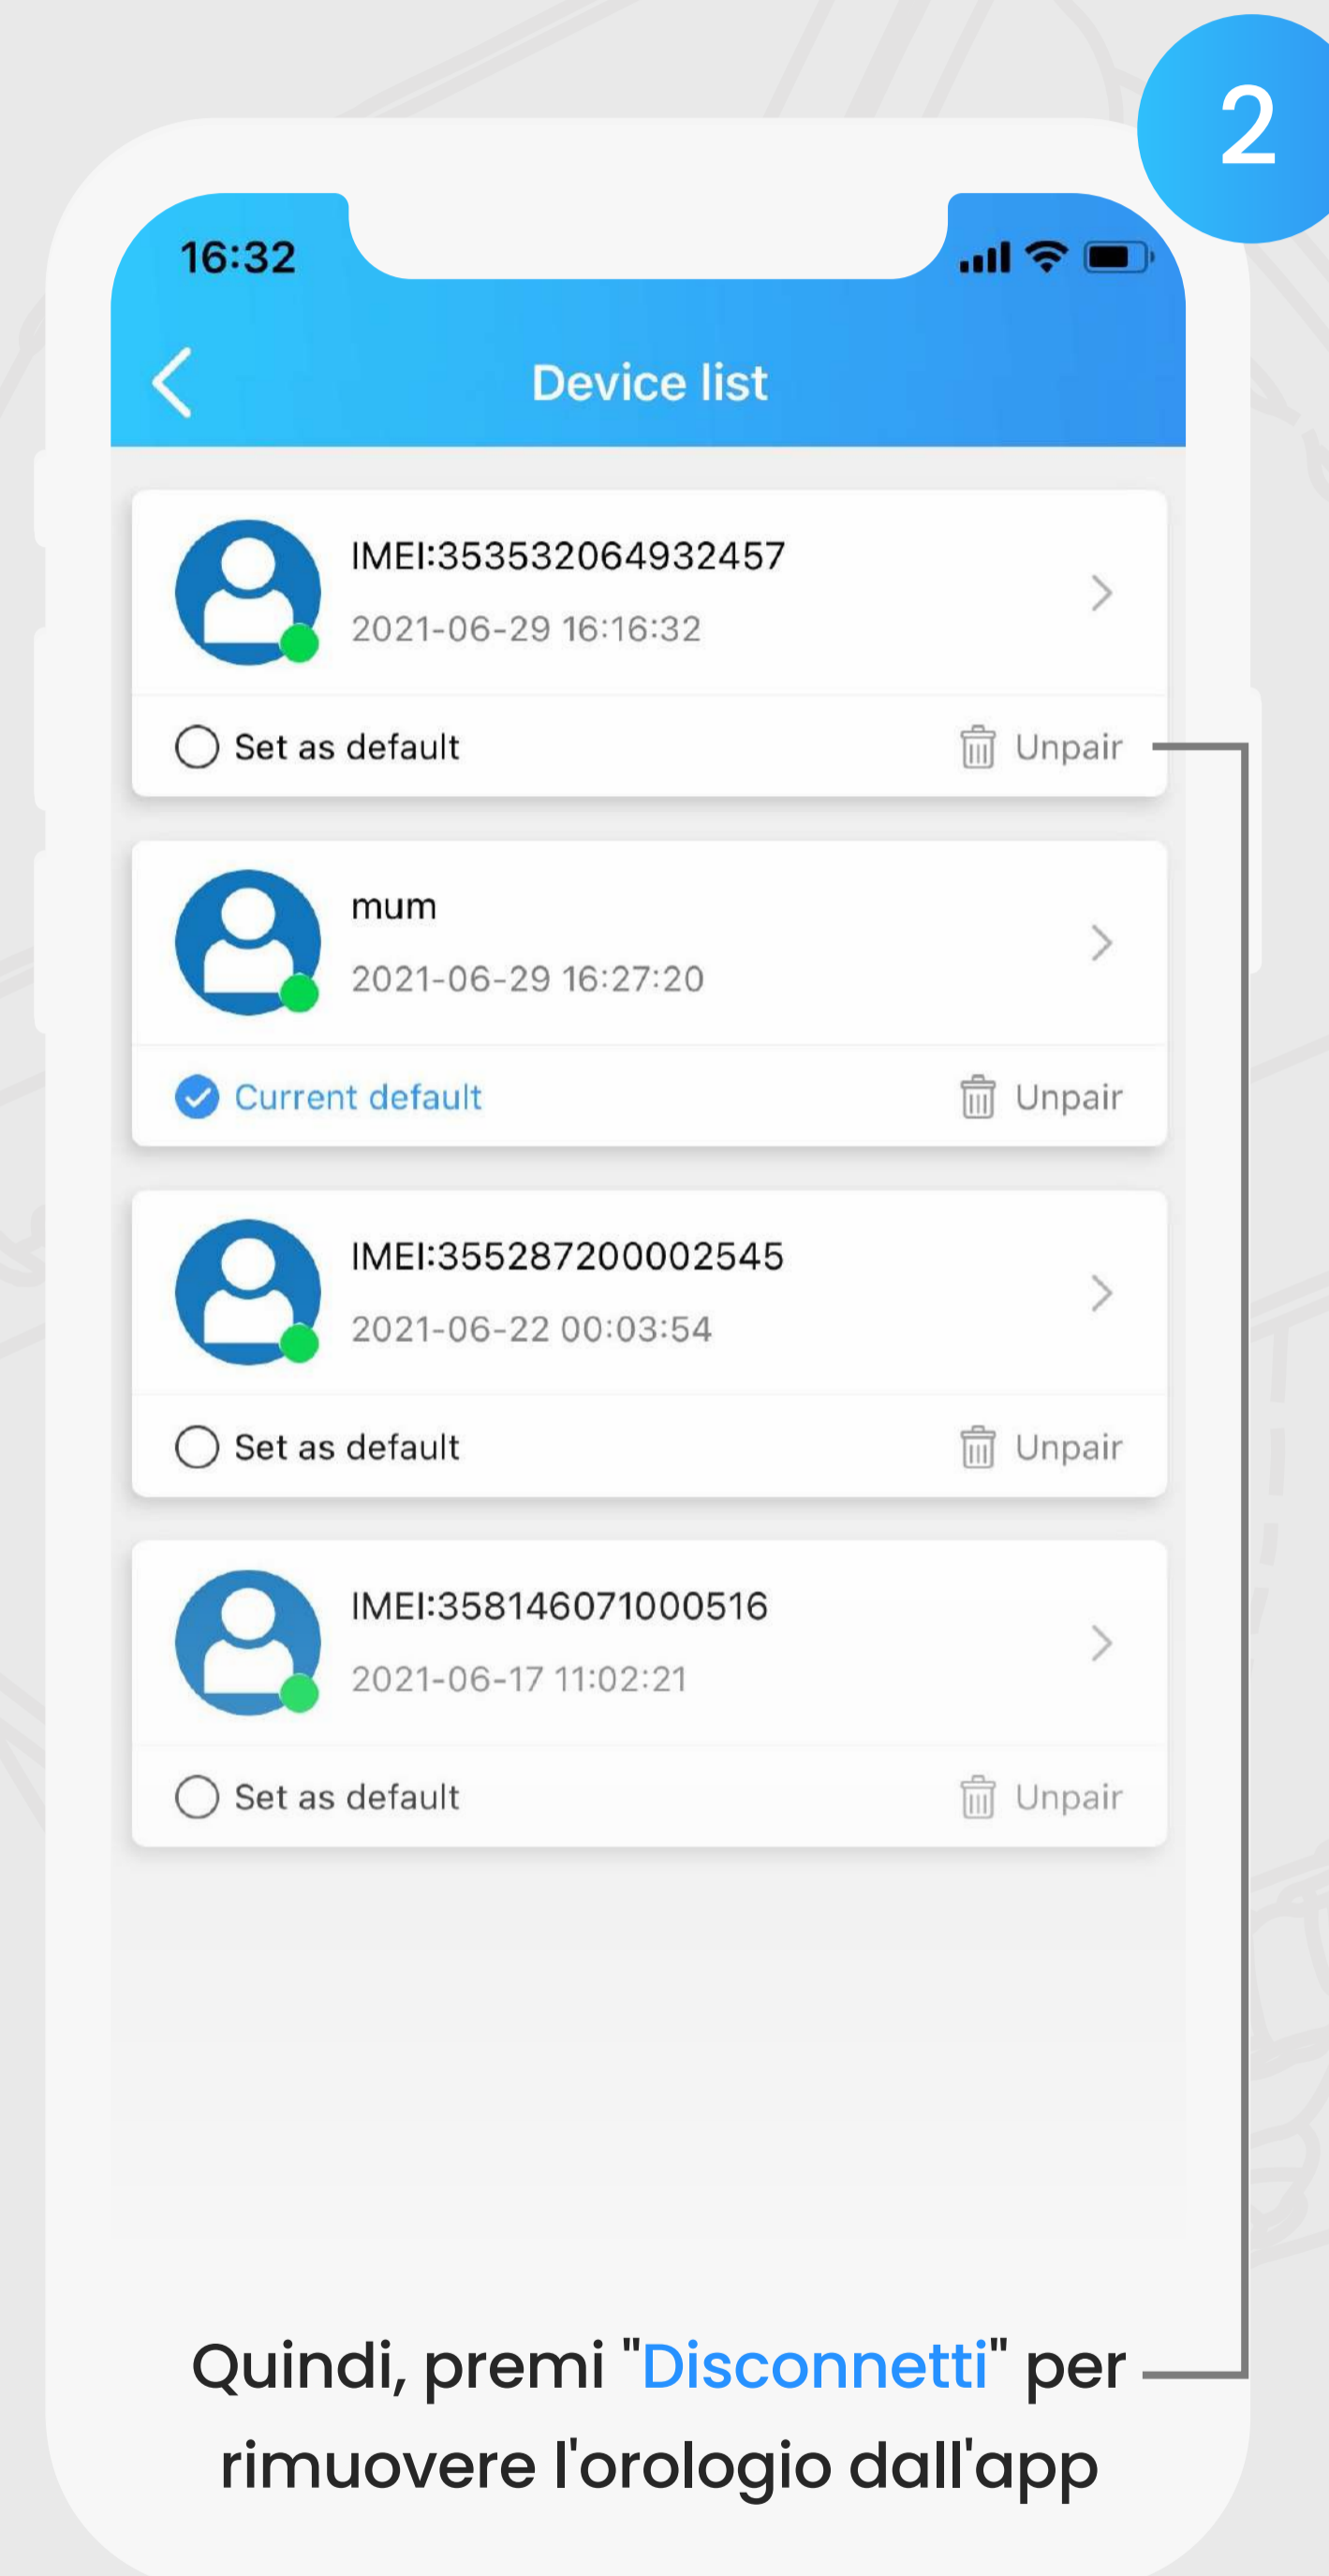 2
16:32
Device list
IMEI:353532064932457
2021-06-29 16:16:32
Set as default Unpair
mum
2021-06-29 16:27:20
Current default Unpair
IMEI:355287200002545
2021-06-22 00:03:54
Set as default Unpair
IMEI:358146071000516
2021-06-17 11:02:21
Set as default Unpair
Quindi, premi "Disconnetti" per
rimuovere l'orologio dall'app